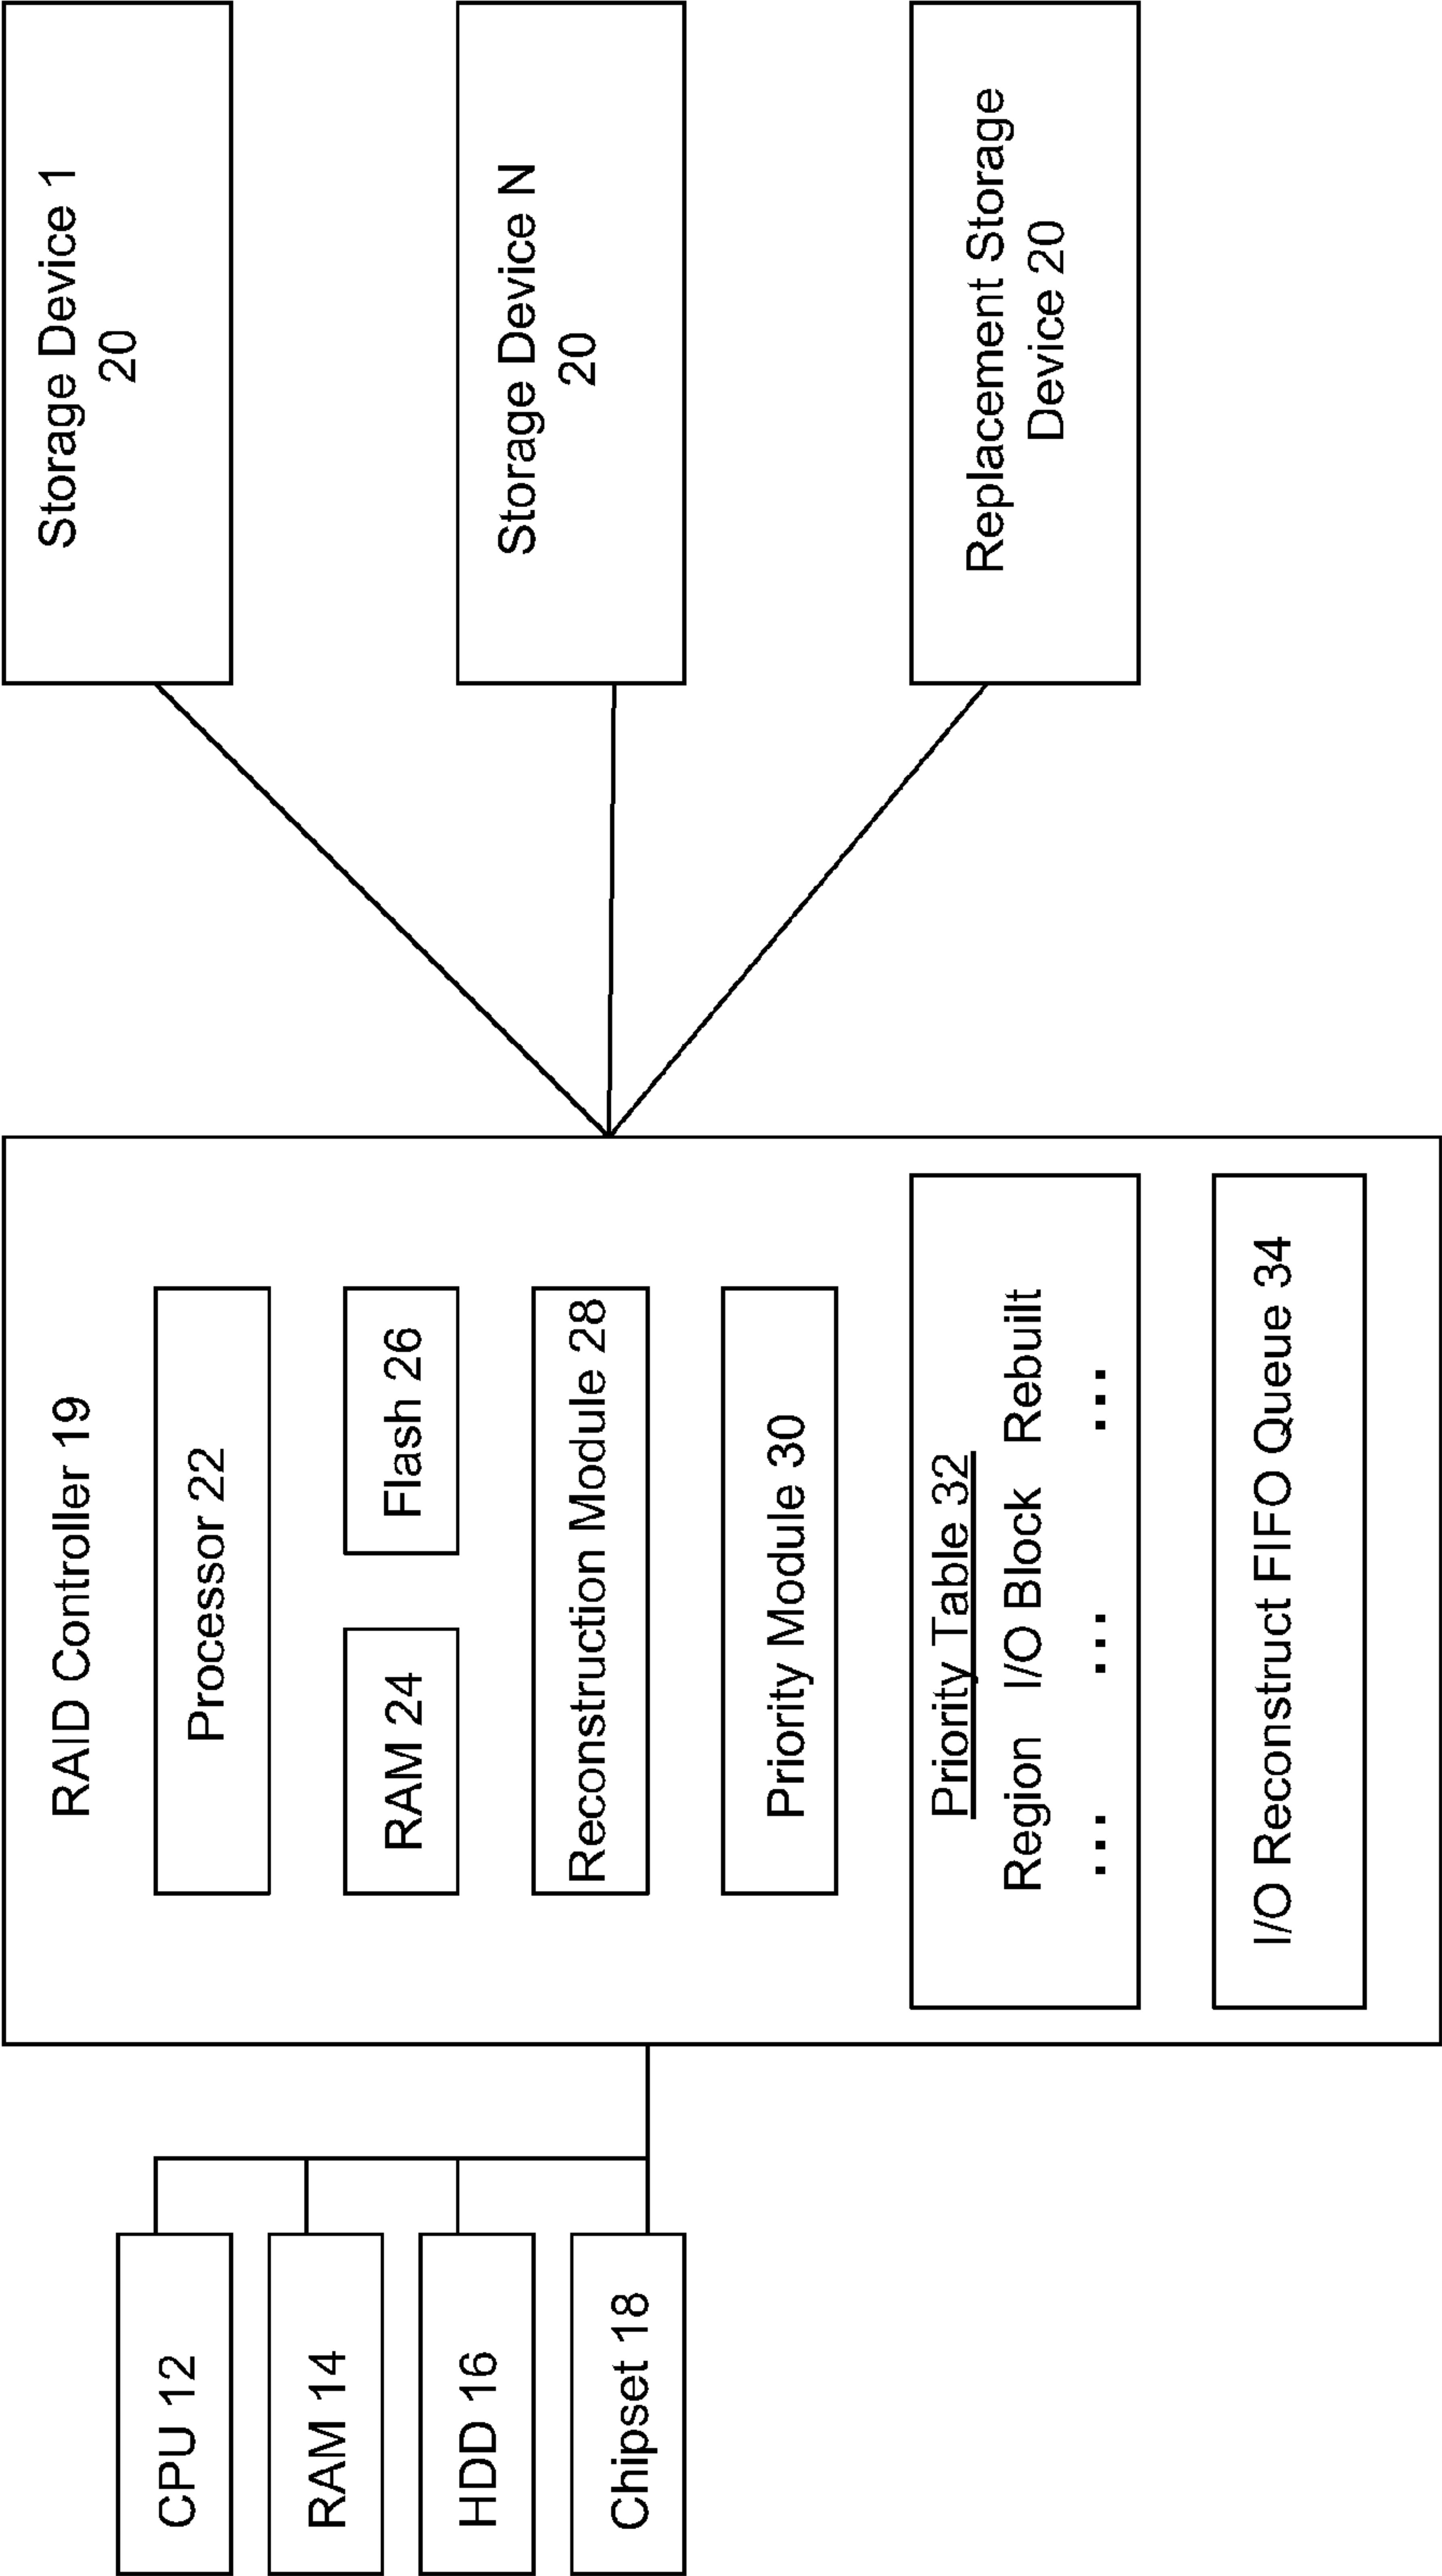 CPU 12
RAM 14
HDD 16
Chipset 18
RAID Controller 19
Processor 22
RAM 24
Flash 26
Reconstruction Module 28
Priority Module 30
Priority Table 32
Region I/O Block Rebuilt
... ... ...
I/O Reconstruct FIFO Queue 34
Storage Device 1
20
Storage Device N
20
Replacement Storage
Device 20